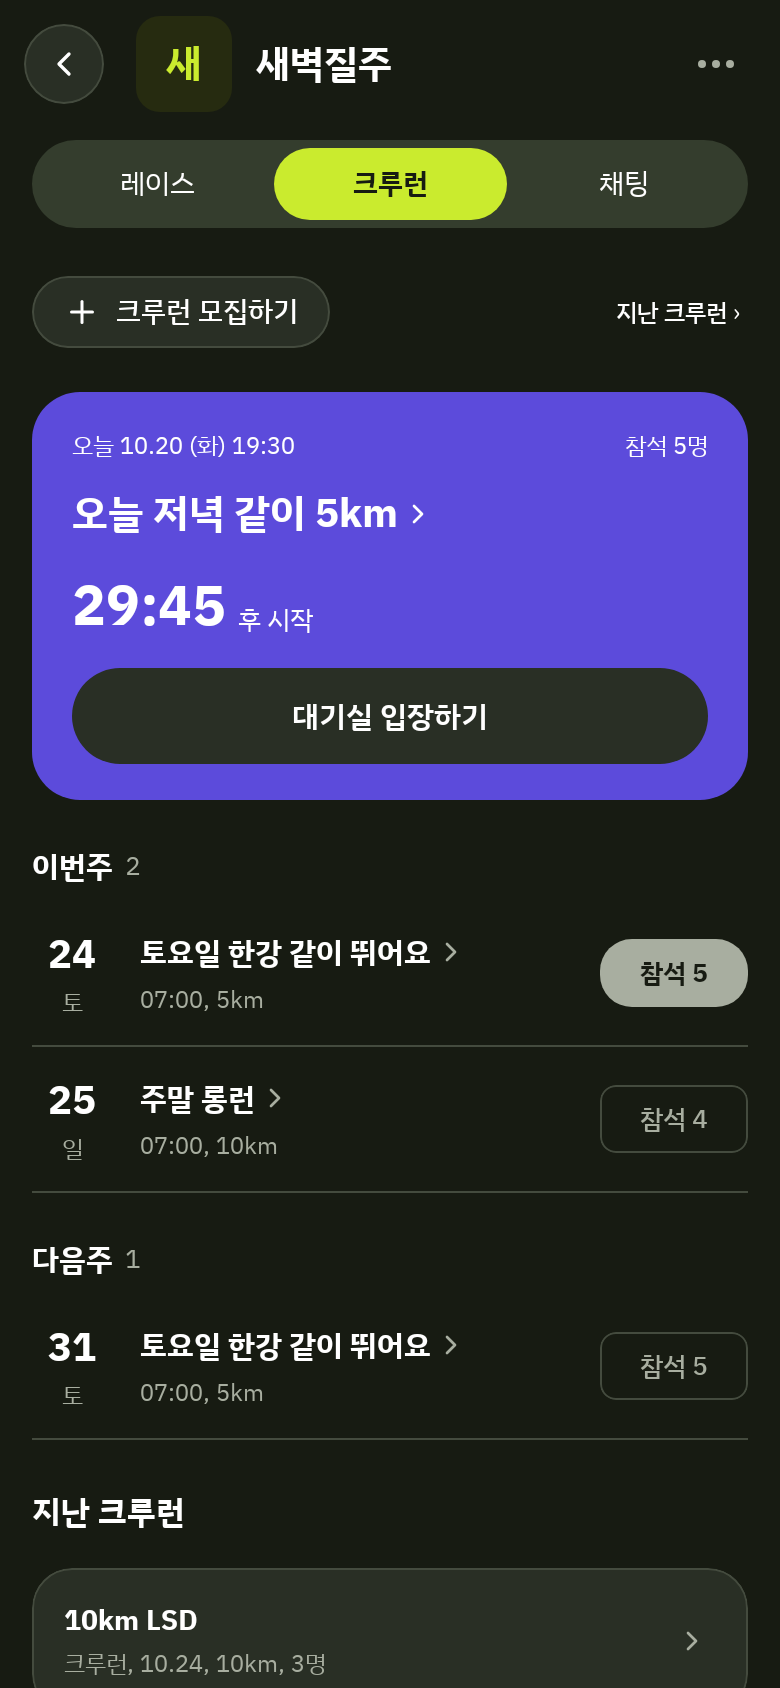 새 새벽질주
레이스 크루런 채팅
크루런 모집하기 지난 크루런 ›
오늘 10.20 (화) 19:30 참석 5명
오늘 저녁 같이 5km
29:45 후 시작
대기실 입장하기
이번주 2
24 토요일 한강 같이 뛰어요 참석 5
토 07:00, 5km
25 주말 롱런 참석 4
일 07:00, 10km
다음주 1
31 토요일 한강 같이 뛰어요 참석 5
토 07:00, 5km
지난 크루런
10km LSD
크루런, 10.24, 10km, 3명